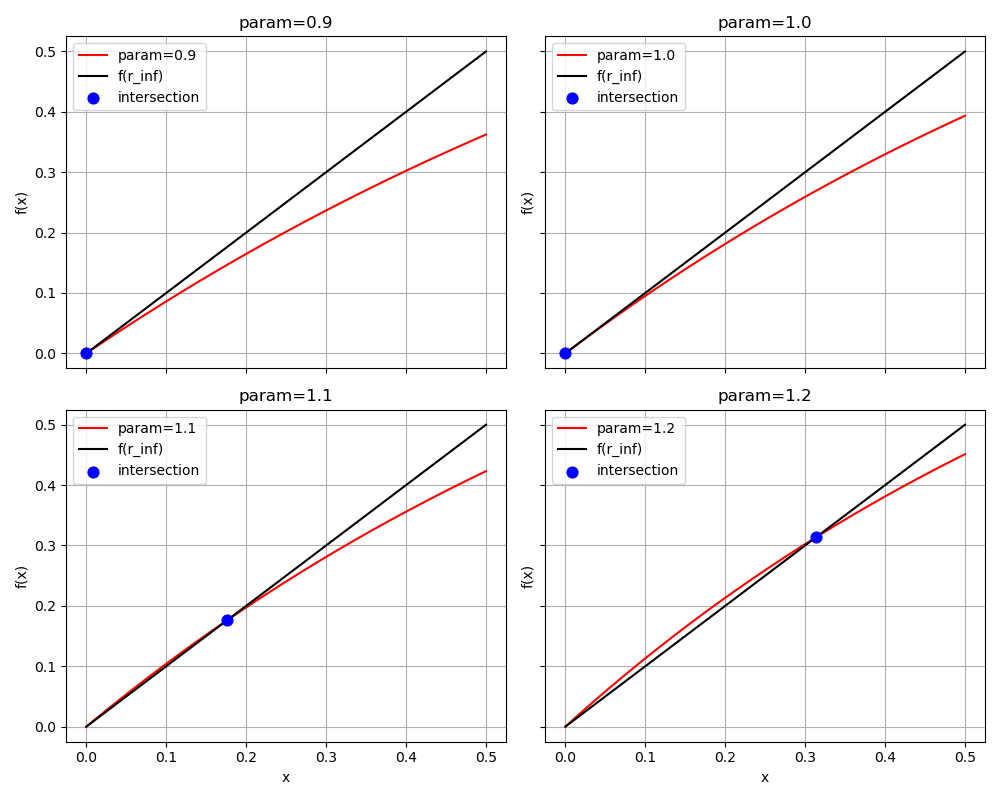 param=0.9
param=0.9
f(r_inf)
intersection
f(x)
0.5
0.4
0.3
0.2
0.1
0.0
param=1.0
param=1.0
f(r_inf)
intersection
f(x)
param=1.1
param=1.1
f(r_inf)
intersection
f(x)
0.5
0.4
0.3
0.2
0.1
0.0
0.0 0.1 0.2 0.3 0.4 0.5
x
param=1.2
param=1.2
f(r_inf)
intersection
f(x)
0.0 0.1 0.2 0.3 0.4 0.5
x